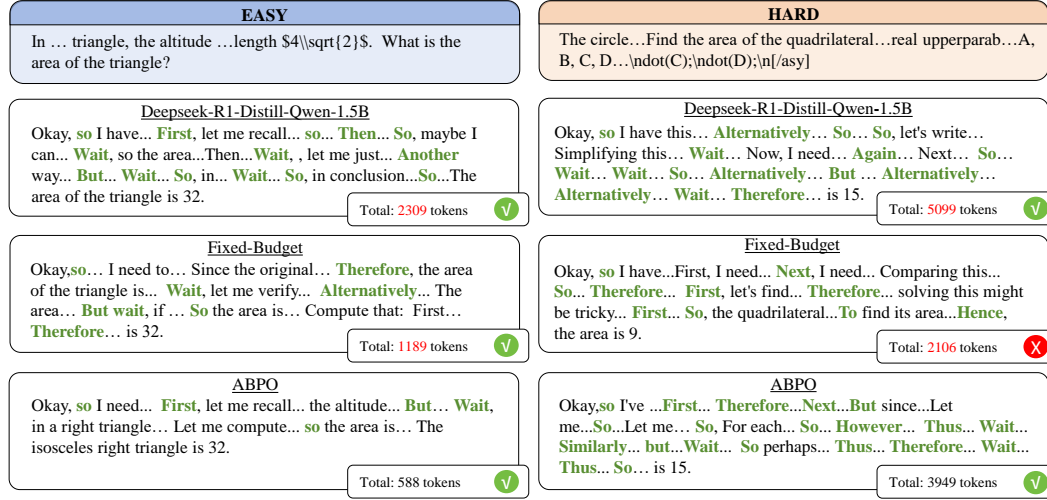 EASY
In … triangle, the altitude …length $4\\sqrt{2}$.  What is the
area of the triangle?
Deepseek-R1-Distill-Qwen-1.5B
Okay, so I have... First, let me recall... so... Then... So, maybe I
can... Wait, so the area...Then...Wait, , let me just... Another
way... But... Wait... So, in... Wait... So, in conclusion...So...The
area of the triangle is 32.
Total: 2309 tokens
√
Fixed-Budget
Okay,so… I need to… Since the original… Therefore, the area
of the triangle is... Wait, let me verify... Alternatively... The
area… But wait, if … So the area is… Compute that:  First…
Therefore… is 32.
Total: 1189 tokens
√
ABPO
Okay, so I need... First, let me recall... the altitude... But… Wait,
in a right triangle… Let me compute... so the area is… The
isosceles right triangle is 32.
Total: 588 tokens
√
HARD
The circle…Find the area of the quadrilateral…real upperparab…A,
B, C, D…\ndot(C);\ndot(D);\n[/asy]
Deepseek-R1-Distill-Qwen-1.5B
Okay, so I have this… Alternatively… So… So, let's write…
Simplifying this… Wait… Now, I need… Again… Next… So…
Wait… Wait… So… Alternatively… But … Alternatively…
Alternatively… Wait… Therefore… is 15.
Total: 5099 tokens
√
Fixed-Budget
Okay, so I have...First, I need... Next, I need... Comparing this...
So... Therefore... First, let's find... Therefore... solving this might
be tricky... First... So, the quadrilateral...To find its area...Hence,
the area is 9.
Total: 2106 tokens
X
ABPO
Okay,so I've ...First... Therefore...Next...But since...Let
me...So...Let me… So, For each... So... However... Thus... Wait...
Similarly... but...Wait... So perhaps... Thus... Therefore... Wait...
Thus... So... is 15.
Total: 3949 tokens
√